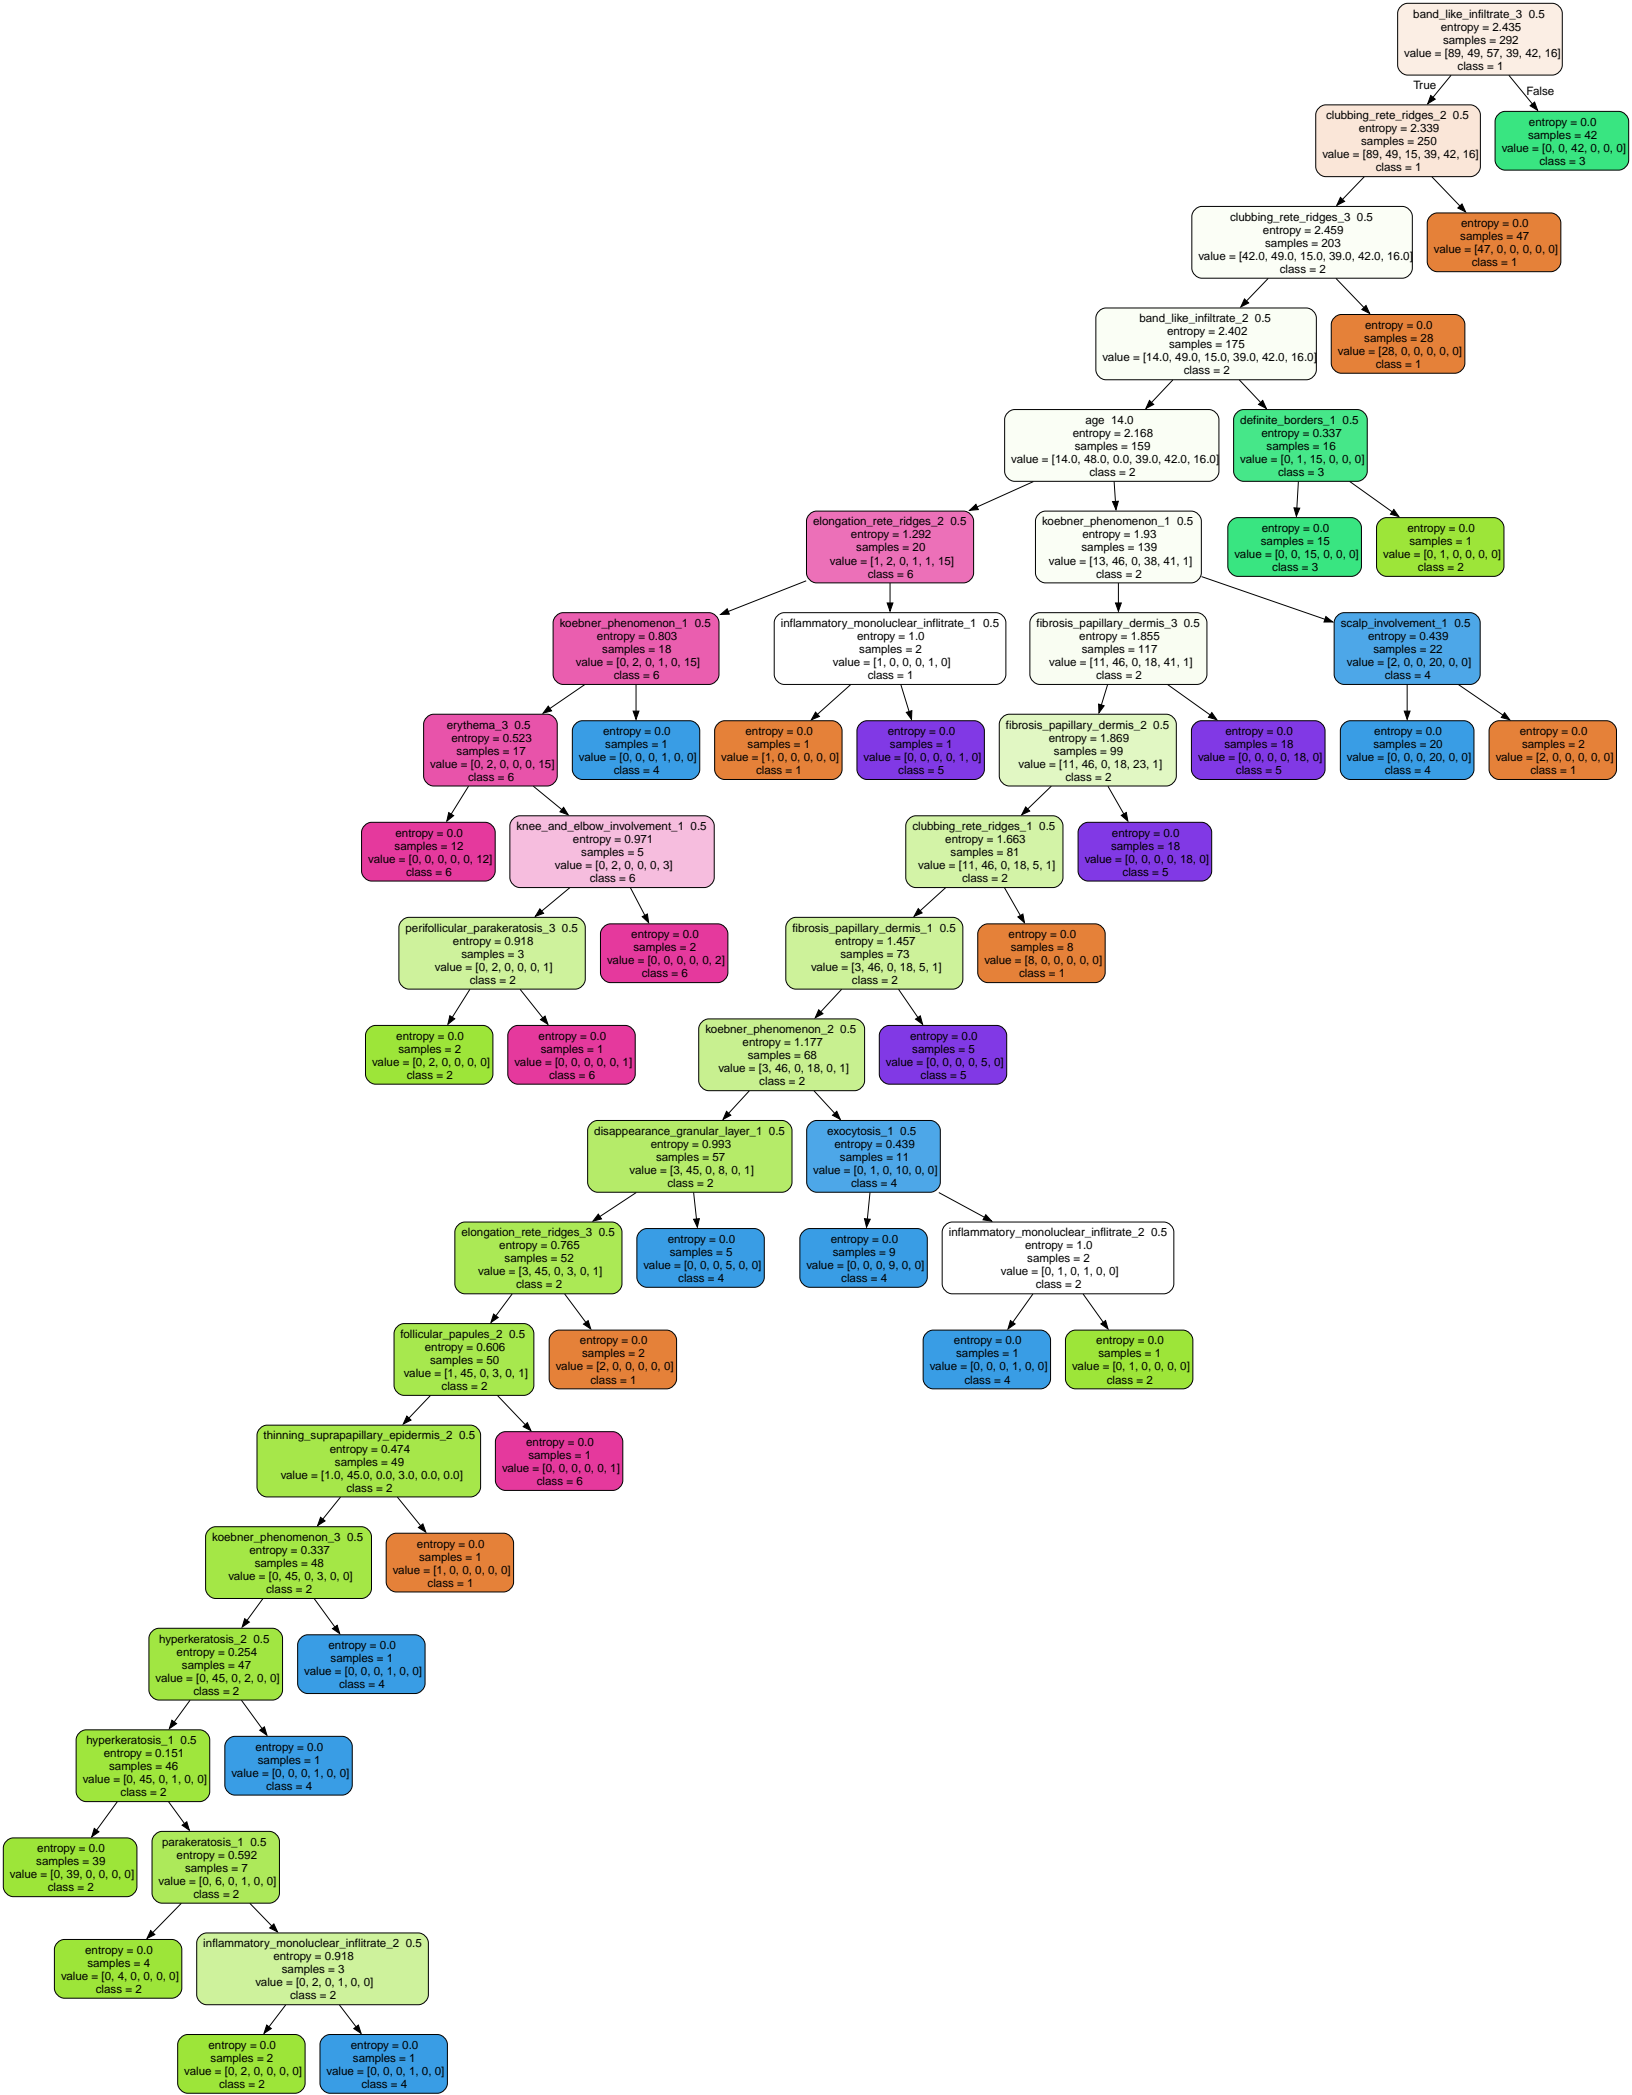 band_like_infiltrate_3  0.5
entropy = 2.435
samples = 292
value = [89, 49, 57, 39, 42, 16]
class = 1
True
False
clubbing_rete_ridges_2  0.5
entropy = 2.339
samples = 250
value = [89, 49, 15, 39, 42, 16]
class = 1
entropy = 0.0
samples = 42
value = [0, 0, 42, 0, 0, 0]
class = 3
clubbing_rete_ridges_3  0.5
entropy = 2.459
samples = 203
value = [42.0, 49.0, 15.0, 39.0, 42.0, 16.0]
class = 2
entropy = 0.0
samples = 47
value = [47, 0, 0, 0, 0, 0]
class = 1
band_like_infiltrate_2  0.5
entropy = 2.402
samples = 175
value = [14.0, 49.0, 15.0, 39.0, 42.0, 16.0]
class = 2
entropy = 0.0
samples = 28
value = [28, 0, 0, 0, 0, 0]
class = 1
age  14.0
entropy = 2.168
samples = 159
value = [14.0, 48.0, 0.0, 39.0, 42.0, 16.0]
class = 2
definite_borders_1  0.5
entropy = 0.337
samples = 16
value = [0, 1, 15, 0, 0, 0]
class = 3
elongation_rete_ridges_2  0.5
entropy = 1.292
samples = 20
value = [1, 2, 0, 1, 1, 15]
class = 6
koebner_phenomenon_1  0.5
entropy = 1.93
samples = 139
value = [13, 46, 0, 38, 41, 1]
class = 2
entropy = 0.0
samples = 15
value = [0, 0, 15, 0, 0, 0]
class = 3
entropy = 0.0
samples = 1
value = [0, 1, 0, 0, 0, 0]
class = 2
koebner_phenomenon_1  0.5
entropy = 0.803
samples = 18
value = [0, 2, 0, 1, 0, 15]
class = 6
inflammatory_monoluclear_inflitrate_1  0.5
entropy = 1.0
samples = 2
value = [1, 0, 0, 0, 1, 0]
class = 1
fibrosis_papillary_dermis_3  0.5
entropy = 1.855
samples = 117
value = [11, 46, 0, 18, 41, 1]
class = 2
scalp_involvement_1  0.5
entropy = 0.439
samples = 22
value = [2, 0, 0, 20, 0, 0]
class = 4
erythema_3  0.5
entropy = 0.523
samples = 17
value = [0, 2, 0, 0, 0, 15]
class = 6
entropy = 0.0
samples = 1
value = [0, 0, 0, 1, 0, 0]
class = 4
entropy = 0.0
samples = 1
value = [1, 0, 0, 0, 0, 0]
class = 1
entropy = 0.0
samples = 1
value = [0, 0, 0, 0, 1, 0]
class = 5
fibrosis_papillary_dermis_2  0.5
entropy = 1.869
samples = 99
value = [11, 46, 0, 18, 23, 1]
class = 2
entropy = 0.0
samples = 18
value = [0, 0, 0, 0, 18, 0]
class = 5
entropy = 0.0
samples = 20
value = [0, 0, 0, 20, 0, 0]
class = 4
entropy = 0.0
samples = 2
value = [2, 0, 0, 0, 0, 0]
class = 1
entropy = 0.0
samples = 12
value = [0, 0, 0, 0, 0, 12]
class = 6
knee_and_elbow_involvement_1  0.5
entropy = 0.971
samples = 5
value = [0, 2, 0, 0, 0, 3]
class = 6
clubbing_rete_ridges_1  0.5
entropy = 1.663
samples = 81
value = [11, 46, 0, 18, 5, 1]
class = 2
entropy = 0.0
samples = 18
value = [0, 0, 0, 0, 18, 0]
class = 5
perifollicular_parakeratosis_3  0.5
entropy = 0.918
samples = 3
value = [0, 2, 0, 0, 0, 1]
class = 2
entropy = 0.0
samples = 2
value = [0, 0, 0, 0, 0, 2]
class = 6
fibrosis_papillary_dermis_1  0.5
entropy = 1.457
samples = 73
value = [3, 46, 0, 18, 5, 1]
class = 2
entropy = 0.0
samples = 8
value = [8, 0, 0, 0, 0, 0]
class = 1
entropy = 0.0
samples = 2
value = [0, 2, 0, 0, 0, 0]
class = 2
entropy = 0.0
samples = 1
value = [0, 0, 0, 0, 0, 1]
class = 6
koebner_phenomenon_2  0.5
entropy = 1.177
samples = 68
value = [3, 46, 0, 18, 0, 1]
class = 2
entropy = 0.0
samples = 5
value = [0, 0, 0, 0, 5, 0]
class = 5
disappearance_granular_layer_1  0.5
entropy = 0.993
samples = 57
value = [3, 45, 0, 8, 0, 1]
class = 2
exocytosis_1  0.5
entropy = 0.439
samples = 11
value = [0, 1, 0, 10, 0, 0]
class = 4
elongation_rete_ridges_3  0.5
entropy = 0.765
samples = 52
value = [3, 45, 0, 3, 0, 1]
class = 2
entropy = 0.0
samples = 5
value = [0, 0, 0, 5, 0, 0]
class = 4
entropy = 0.0
samples = 9
value = [0, 0, 0, 9, 0, 0]
class = 4
inflammatory_monoluclear_inflitrate_2  0.5
entropy = 1.0
samples = 2
value = [0, 1, 0, 1, 0, 0]
class = 2
follicular_papules_2  0.5
entropy = 0.606
samples = 50
value = [1, 45, 0, 3, 0, 1]
class = 2
entropy = 0.0
samples = 2
value = [2, 0, 0, 0, 0, 0]
class = 1
entropy = 0.0
samples = 1
value = [0, 0, 0, 1, 0, 0]
class = 4
entropy = 0.0
samples = 1
value = [0, 1, 0, 0, 0, 0]
class = 2
thinning_suprapapillary_epidermis_2  0.5
entropy = 0.474
samples = 49
value = [1.0, 45.0, 0.0, 3.0, 0.0, 0.0]
class = 2
entropy = 0.0
samples = 1
value = [0, 0, 0, 0, 0, 1]
class = 6
koebner_phenomenon_3  0.5
entropy = 0.337
samples = 48
value = [0, 45, 0, 3, 0, 0]
class = 2
entropy = 0.0
samples = 1
value = [1, 0, 0, 0, 0, 0]
class = 1
hyperkeratosis_2  0.5
entropy = 0.254
samples = 47
value = [0, 45, 0, 2, 0, 0]
class = 2
entropy = 0.0
samples = 1
value = [0, 0, 0, 1, 0, 0]
class = 4
hyperkeratosis_1  0.5
entropy = 0.151
samples = 46
value = [0, 45, 0, 1, 0, 0]
class = 2
entropy = 0.0
samples = 1
value = [0, 0, 0, 1, 0, 0]
class = 4
entropy = 0.0
samples = 39
value = [0, 39, 0, 0, 0, 0]
class = 2
parakeratosis_1  0.5
entropy = 0.592
samples = 7
value = [0, 6, 0, 1, 0, 0]
class = 2
entropy = 0.0
samples = 4
value = [0, 4, 0, 0, 0, 0]
class = 2
inflammatory_monoluclear_inflitrate_2  0.5
entropy = 0.918
samples = 3
value = [0, 2, 0, 1, 0, 0]
class = 2
entropy = 0.0
samples = 2
value = [0, 2, 0, 0, 0, 0]
class = 2
entropy = 0.0
samples = 1
value = [0, 0, 0, 1, 0, 0]
class = 4